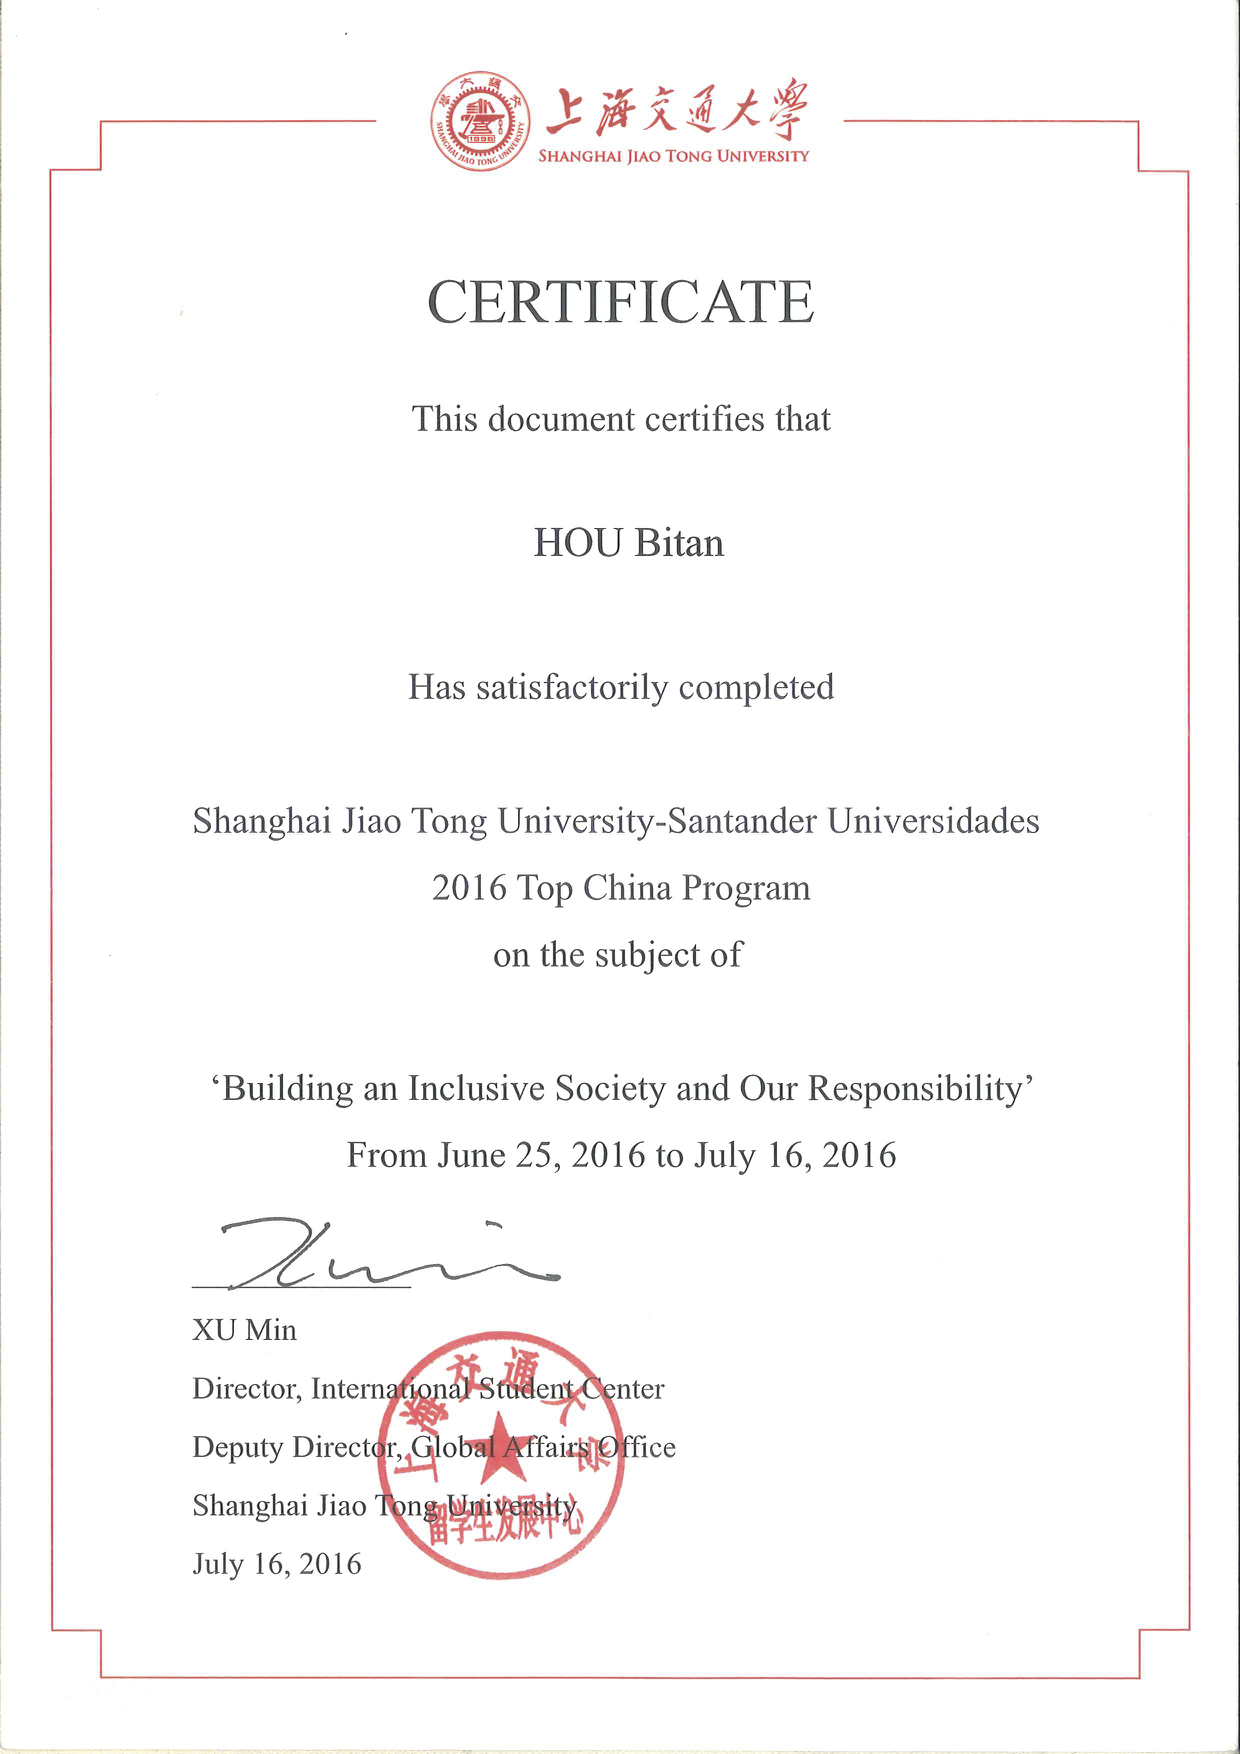 上海交通大學
SHANGHAI JIAO TONG UNIVERSITY
1896
SHANGHAI JIAO TONG UNIVERSITY
CERTIFICATE
This document certifies that
HOU Bitan
Has satisfactorily completed
Shanghai Jiao Tong University-Santander Universidades
2016 Top China Program
on the subject of
‘Building an Inclusive Society and Our Responsibility’
From June 25, 2016 to July 16, 2016
XU Min
Director, International Student Center
Deputy Director, Global Affairs Office
Shanghai Jiao Tong University
July 16, 2016
上海交通大学
留学生发展中心